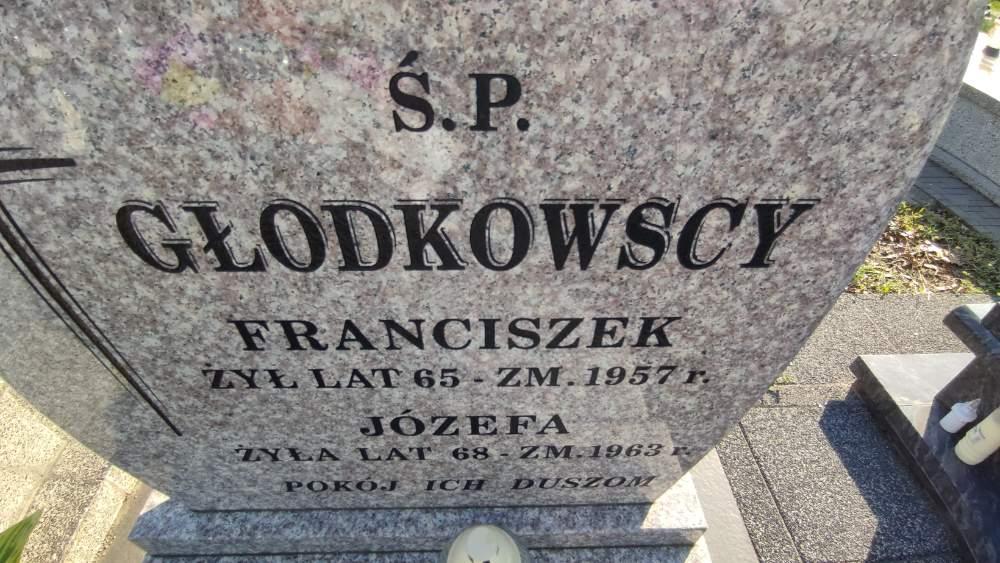 Ś.P.
GŁODKOWSCY
FRANCISZEK
ŻYŁ LAT 65 - ZM. 1957 r.
JÓZEFA
ŻYŁA LAT 68 - ZM. 1963 r.
POKÓJ ICH DUSZOM